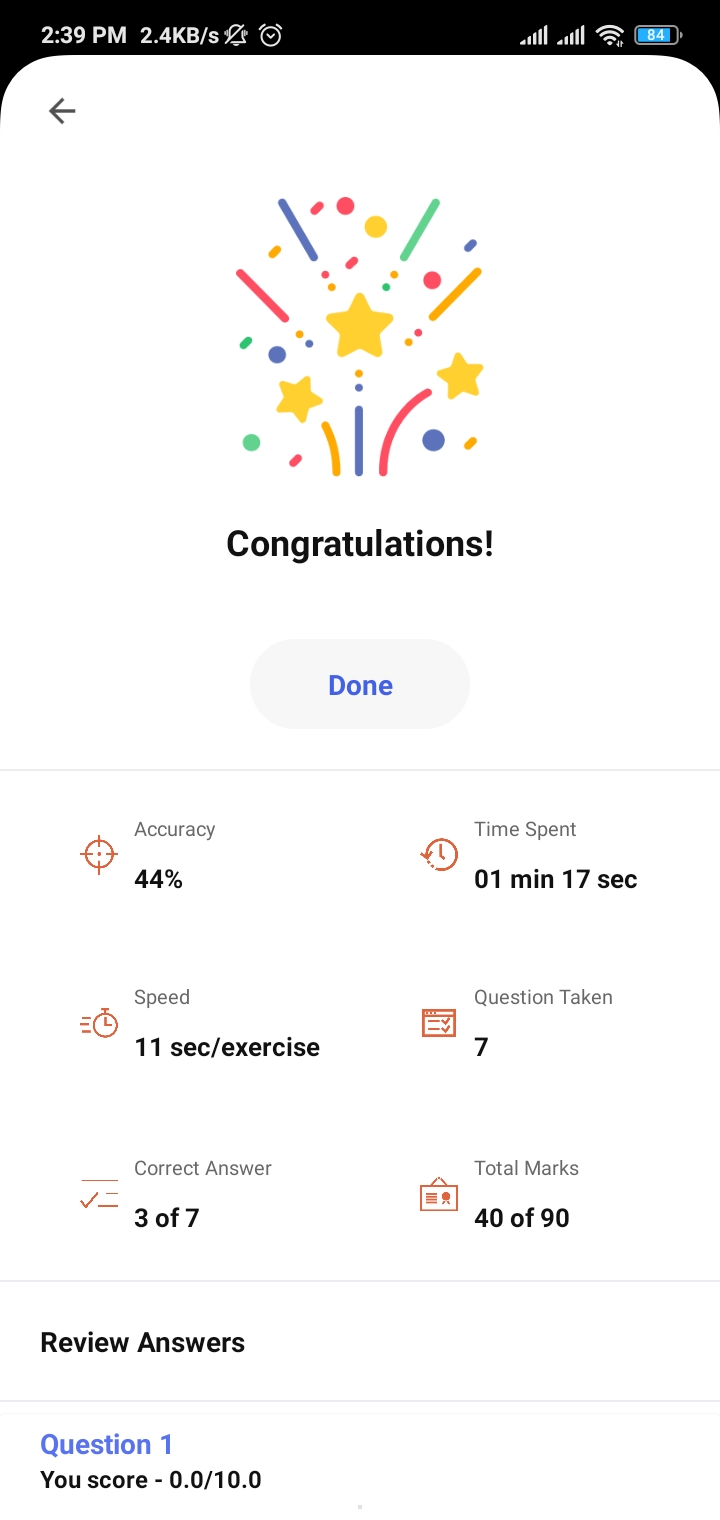 2:39 PM 2.4KB/s 84
Congratulations!
Done
Accuracy
44%
Time Spent
01 min 17 sec
Speed
11 sec/exercise
Question Taken
7
Correct Answer
3 of 7
Total Marks
40 of 90
Review Answers
Question 1
You score - 0.0/10.0